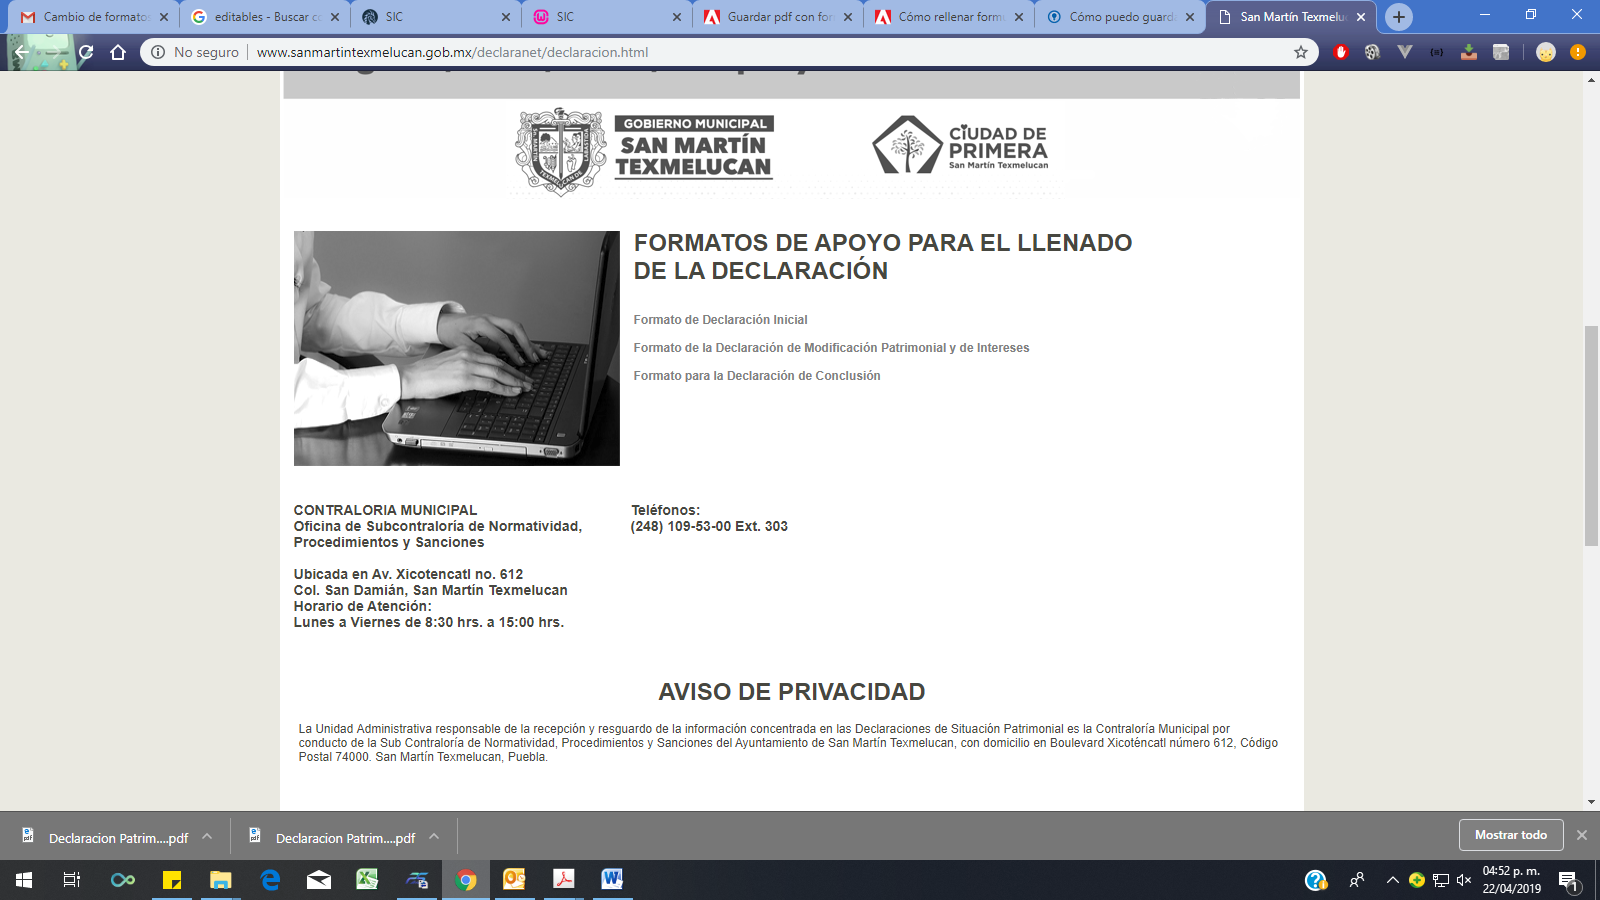 Cambio de formatos
editables - Buscar c
SIC
SIC
Guardar pdf con for
Cómo rellenar form
Cómo puedo guard
San Martín Texmelu
No seguro
www.sanmartintexmelucan.gob.mx/declaranet/declaracion.html
GOBIERNO MUNICIPAL
SAN MARTÍN
TEXMELUCAN
CIUDAD DE
PRIMERA
San Martín Texmelucan
FORMATOS DE APOYO PARA EL LLENADO
DE LA DECLARACIÓN
Formato de Declaración Inicial
Formato de la Declaración de Modificación Patrimonial y de Intereses
Formato para la Declaración de Conclusión
CONTRALORIA MUNICIPAL
Oficina de Subcontraloría de Normatividad,
Procedimientos y Sanciones
Teléfonos:
(248) 109-53-00 Ext. 303
Ubicada en Av. Xicotencatl no. 612
Col. San Damián, San Martín Texmelucan
Horario de Atención:
Lunes a Viernes de 8:30 hrs. a 15:00 hrs.
AVISO DE PRIVACIDAD
La Unidad Administrativa responsable de la recepción y resguardo de la información concentrada en las Declaraciones de Situación Patrimonial es la Contraloría Municipal por
conducto de la Sub Contraloría de Normatividad, Procedimientos y Sanciones del Ayuntamiento de San Martín Texmelucan, con domicilio en Boulevard Xicoténcatl número 612, Código
Postal 74000. San Martín Texmelucan, Puebla.
Declaracion Patrim....pdf
Declaracion Patrim....pdf
Mostrar todo
04:52 p. m.
22/04/2019
1